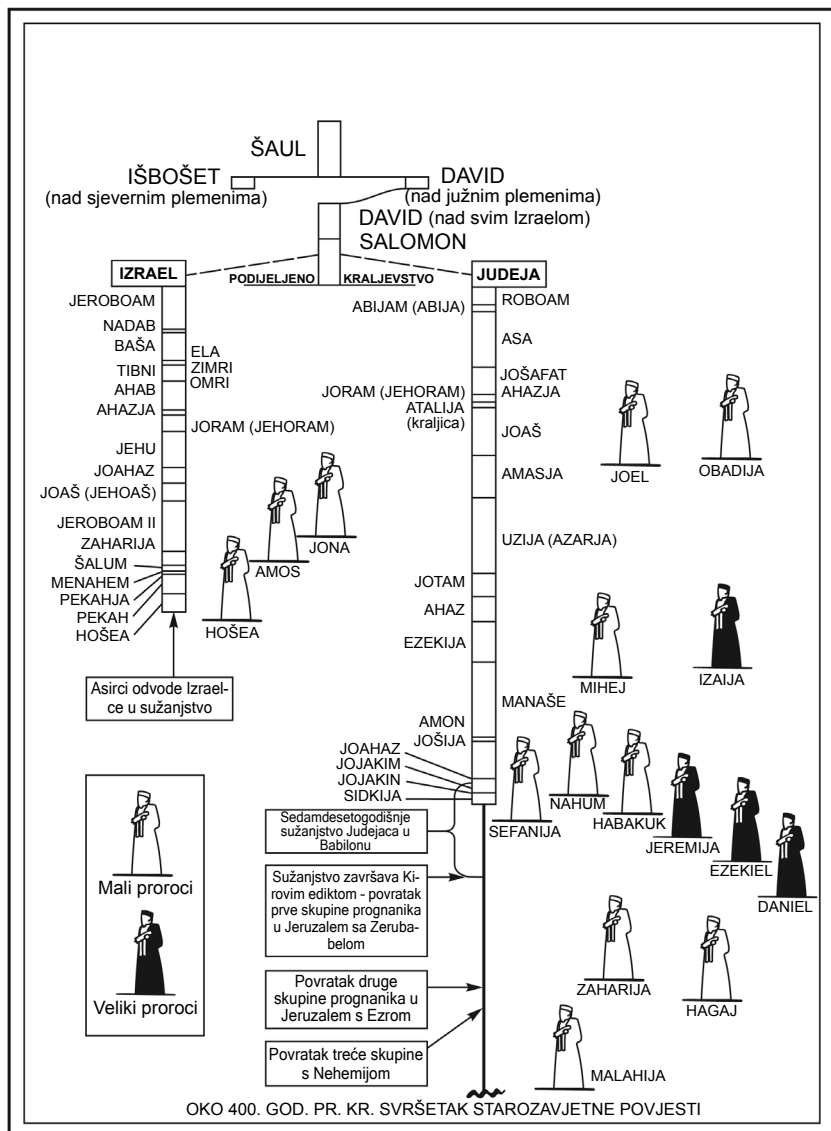 ŠAUL
IŠBOŠET
(nad sjevernim plemenima)
DAVID
(nad južnim plemenima)
DAVID (nad svim Izraelom)
SALOMON
IZRAEL
PODIJELJENO
KRALJEVSTVO
JUDEJA
JEROBOAM
NADAB
BAŠA
ELA
ZIMRI
TIBNI
OMRI
AHAB
AHAZJA
JORAM (JEHORAM)
JEHU
JOAHAZ
JOAŠ (JEHOAŠ)
JEROBOAM II
ZAHARIJA
ŠALUM
MENAHEM
PEKAHJA
PEKAH
HOŠEA
Asirci odvode Izrael-
ce u sužanjstvo
HOŠEA
AMOS
JONA
ROBOAM
ABIJAM (ABIJA)
ASA
JOŠAFAT
JORAM (JEHORAM)
AHAZJA
ATALIJA
(kraljica)
JOAŠ
AMASJA
UZIJA (AZARJA)
JOTAM
AHAZ
EZEKIJA
MANAŠE
AMON
JOŠIJA
JOAHAZ
JOJAKIM
JOJAKIN
SIDKIJA
JOEL
OBADIJA
MIHEJ
IZAIJA
SEFANIJA
NAHUM
HABAKUK
JEREMIJA
EZEKIEL
DANIEL
Sedamdesetogodišnje
sužanjstvo Judejaca u
Babilonu
Sužanjstvo završava Ki-
rovim ediktom - povratak
prve skupine prognanika
u Jeruzalem sa Zeruba-
belom
Povratak druge
skupine prognanika u
Jeruzalem s Ezrom
Povratak treće skupine
s Nehemijom
ZAHARIJA
HAGAJ
MALAHIJA
Mali proroci
Veliki proroci
OKO 400. GOD. PR. KR. SVRŠETAK STAROZAVJETNE POVJESTI